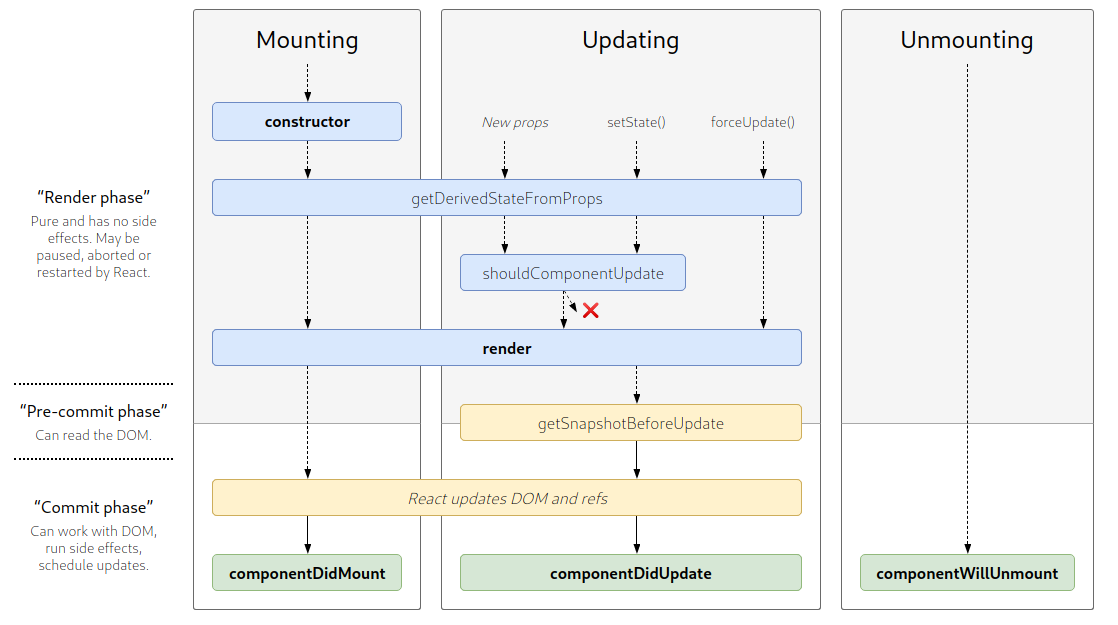 Mounting
Updating
Unmounting
constructor
New props
setState()
forceUpdate()
“Render phase”
Pure and has no side
effects. May be
paused, aborted or
restarted by React.
getDerivedStateFromProps
shouldComponentUpdate
render
“Pre-commit phase”
Can read the DOM.
getSnapshotBeforeUpdate
“Commit phase”
Can work with DOM,
run side effects,
schedule updates.
React updates DOM and refs
componentDidMount
componentDidUpdate
componentWillUnmount